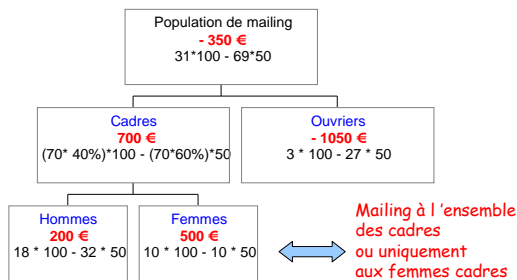 Population de mailing
- 350 €
31*100 - 69*50
Cadres
700 €
(70* 40%)*100 - (70*60%)*50
Ouvriers
- 1050 €
3 * 100 - 27 * 50
Hommes
200 €
18 * 100 - 32 * 50
Femmes
500 €
10 * 100 - 10 * 50
Mailing à l 'ensemble
des cadres
ou uniquement
aux femmes cadres